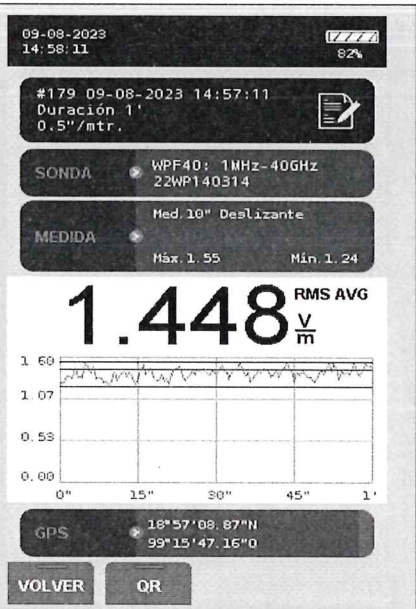 09-08-2023
14:58:11
82%
#179 09-08-2023 14:57:11
Duración 1'
0.5"/mtr.
SONDA
WPF40: 1MHz-40GHz
22WP140314
MEDIDA
Med.10" Deslizante
Máx.1.55 Mín.1.24
1.448 RMS AVG
V/m
1.60
1.07
0.53
0.00
0" 15" 30" 45" 1'
GPS
18°57'08.87"N
99°15'47.16"O
VOLVER QR